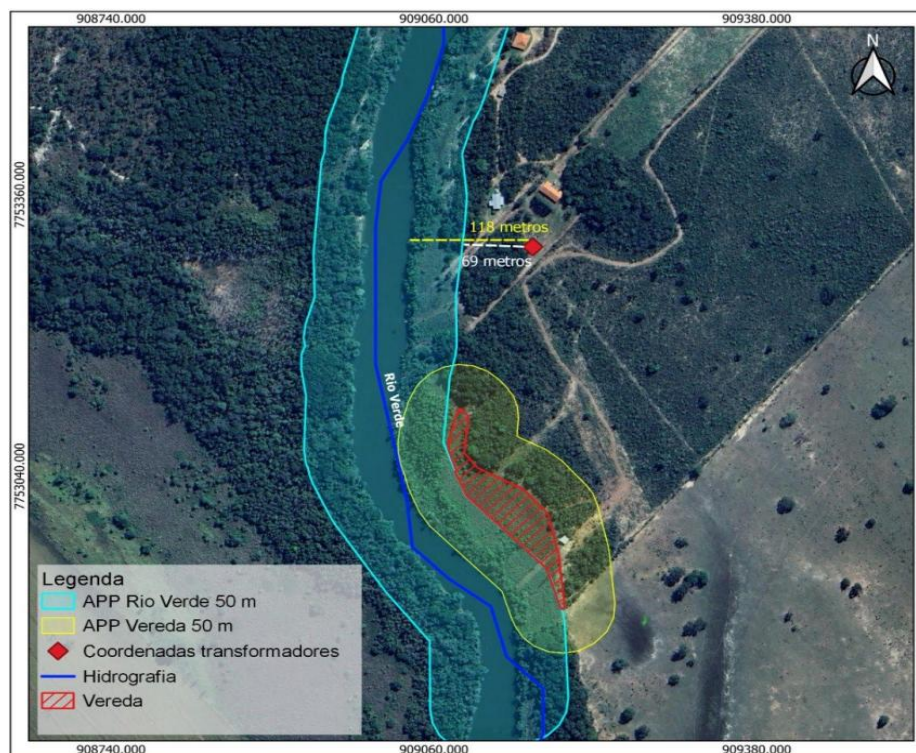 908740.000 909060.000 909380.000
N
7753360.000
118 metros
69 metros
Rio Verde
7753040.000
Legenda
APP Rio Verde 50 m
APP Vereda 50 m
Coordenadas transformadores
Hidrografia
Vereda
908740.000 909060.000 909380.000